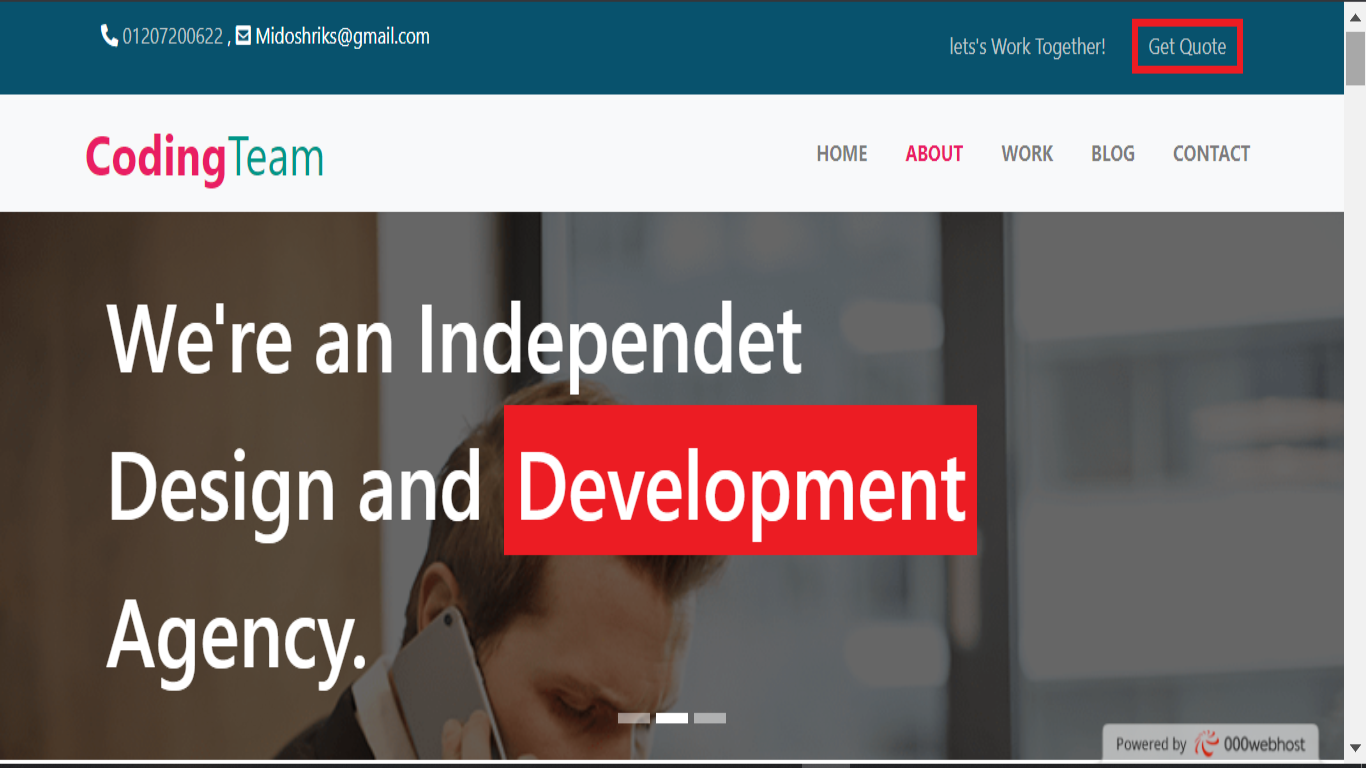 01207200622 , Midoshriks@gmail.com
lets's Work Together!
Get Quote
CodingTeam
HOME ABOUT WORK BLOG CONTACT
We're an Independet
Design and Development
Agency.
Powered by 000webhost